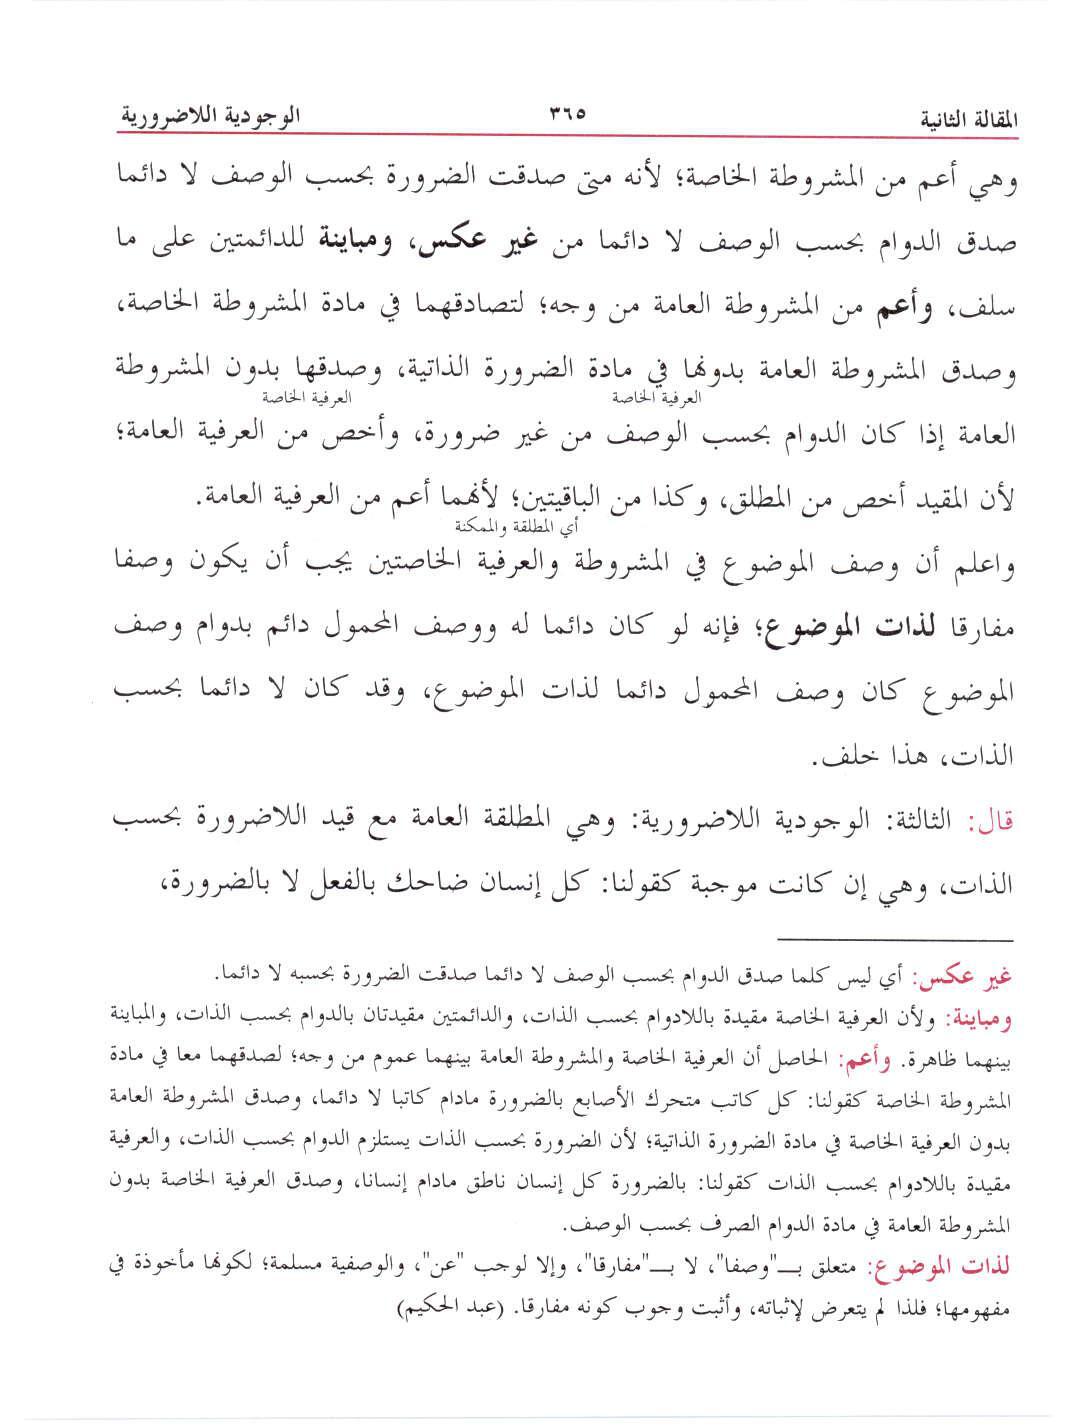 المقالة الثانية ٣٦٥ الوجودية اللاضرورية
وهي أعم من المشروطة الخاصة؛ لأنه متى صدقت الضرورة بحسب الوصف لا دائما
صدق الدوام بحسب الوصف لا دائما من غير عكس، ومباينة للدائمتين على ما
سلف، وأعم من المشروطة العامة من وجه؛ لتصادقهما في مادة المشروطة الخاصة،
وصدق المشروطة العامة بدونها في مادة الضرورة الذاتية، وصدقها بدون المشروطة
العرفية الخاصة العرفية الخاصة
العامة إذا كان الدوام بحسب الوصف من غير ضرورة، وأخص من العرفية العامة؛
لأن المقيد أخص من المطلق، وكذا من الباقيتين؛ لأنهما أعم من العرفية العامة.
أي المطلقة والممكنة
واعلم أن وصف الموضوع في المشروطة والعرفية الخاصتين يجب أن يكون وصفا
مفارقا لذات الموضوع؛ فإنه لو كان دائما له ووصف المحمول دائم بدوام وصف
الموضوع كان وصف المحمول دائما لذات الموضوع، وقد كان لا دائما بحسب
الذات، هذا خلف.
قال: الثالثة: الوجودية اللاضرورية: وهي المطلقة العامة مع قيد اللاضرورة بحسب
الذات، وهي إن كانت موجبة كقولنا: كل إنسان ضاحك بالفعل لا بالضرورة،
غير عكس: أي ليس كلما صدق الدوام بحسب الوصف لا دائما صدقت الضرورة بحسبه لا دائما.
ومباينة: ولأن العرفية الخاصة مقيدة باللادوام بحسب الذات، والدائمتين مقيدتان بالدوام بحسب الذات، والمباينة
بينهما ظاهرة. وأعم: الحاصل أن العرفية الخاصة والمشروطة العامة بينهما عموم من وجه؛ لصدقهما معا في مادة
المشروطة الخاصة كقولنا: كل كاتب متحرك الأصابع بالضرورة مادام كاتبا لا دائما، وصدق المشروطة العامة
بدون العرفية الخاصة في مادة الضرورة الذاتية؛ لأن الضرورة بحسب الذات يستلزم الدوام بحسب الذات، والعرفية
مقيدة باللادوام بحسب الذات كقولنا: بالضرورة كل إنسان ناطق مادام إنسانا، وصدق العرفية الخاصة بدون
المشروطة العامة في مادة الدوام الصرف بحسب الوصف.
لذات الموضوع: متعلق بــ"وصفا"، لا بــ"مفارقا"، وإلا لوجب "عن"، والوصفية مسلمة؛ لكونها مأخوذة في
مفهومها؛ فلذا لم يتعرض لإثباته، وأثبت وجوب كونه مفارقا. (عبد الحكيم)